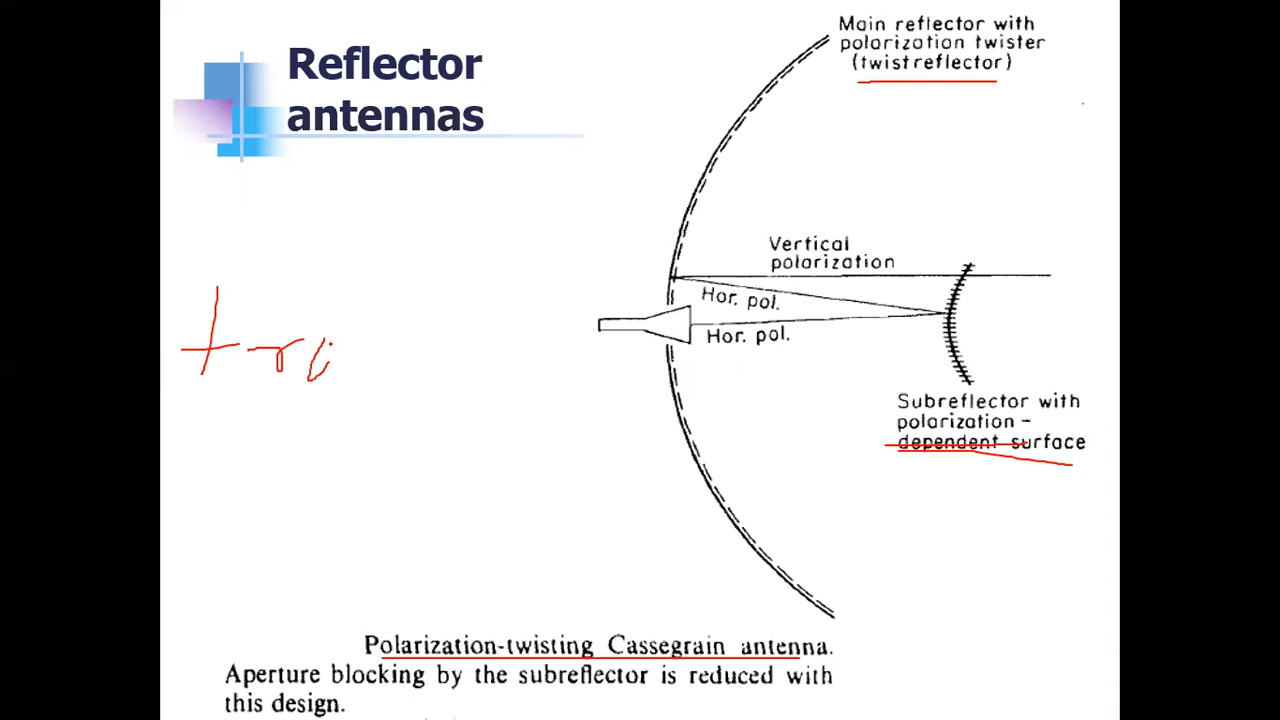 Reflector
antennas
Main reflector with
polarization twister
(twistreflector)
Vertical
polarization
Hor. pol.
Hor. pol.
Subreflector with
polarization-
dependent surface
Polarization-twisting Cassegrain antenna.
Aperture blocking by the subreflector is reduced with
this design.